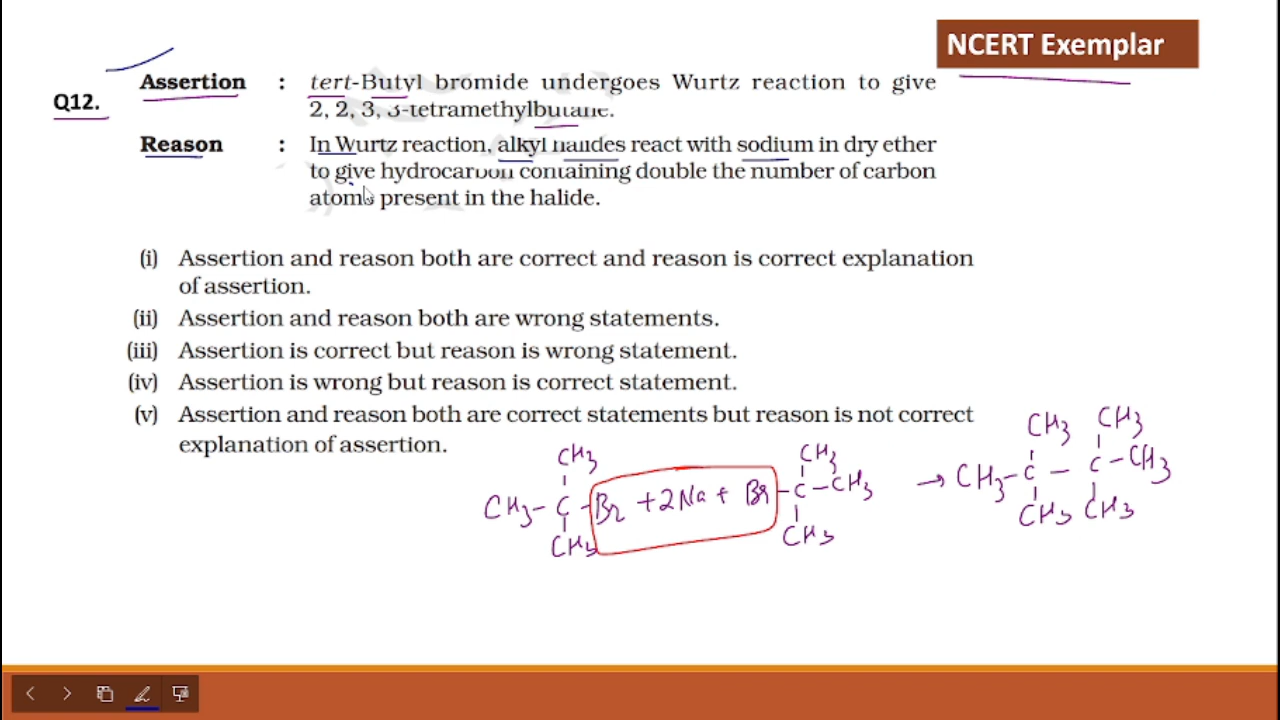 NCERT Exemplar
Q12.
Assertion : tert-Butyl bromide undergoes Wurtz reaction to give
2, 2, 3, 3-tetramethylbutane.
Reason : In Wurtz reaction, alkyl halides react with sodium in dry ether
to give hydrocarbon containing double the number of carbon
atoms present in the halide.
(i) Assertion and reason both are correct and reason is correct explanation
of assertion.
(ii) Assertion and reason both are wrong statements.
(iii) Assertion is correct but reason is wrong statement.
(iv) Assertion is wrong but reason is correct statement.
(v) Assertion and reason both are correct statements but reason is not correct
explanation of assertion.
CH3 CH3 CH3 CH3
CH3-C-Br + 2Na + Br-C-CH3 → CH3-C-C-CH3
CH3 CH3 CH3 CH3